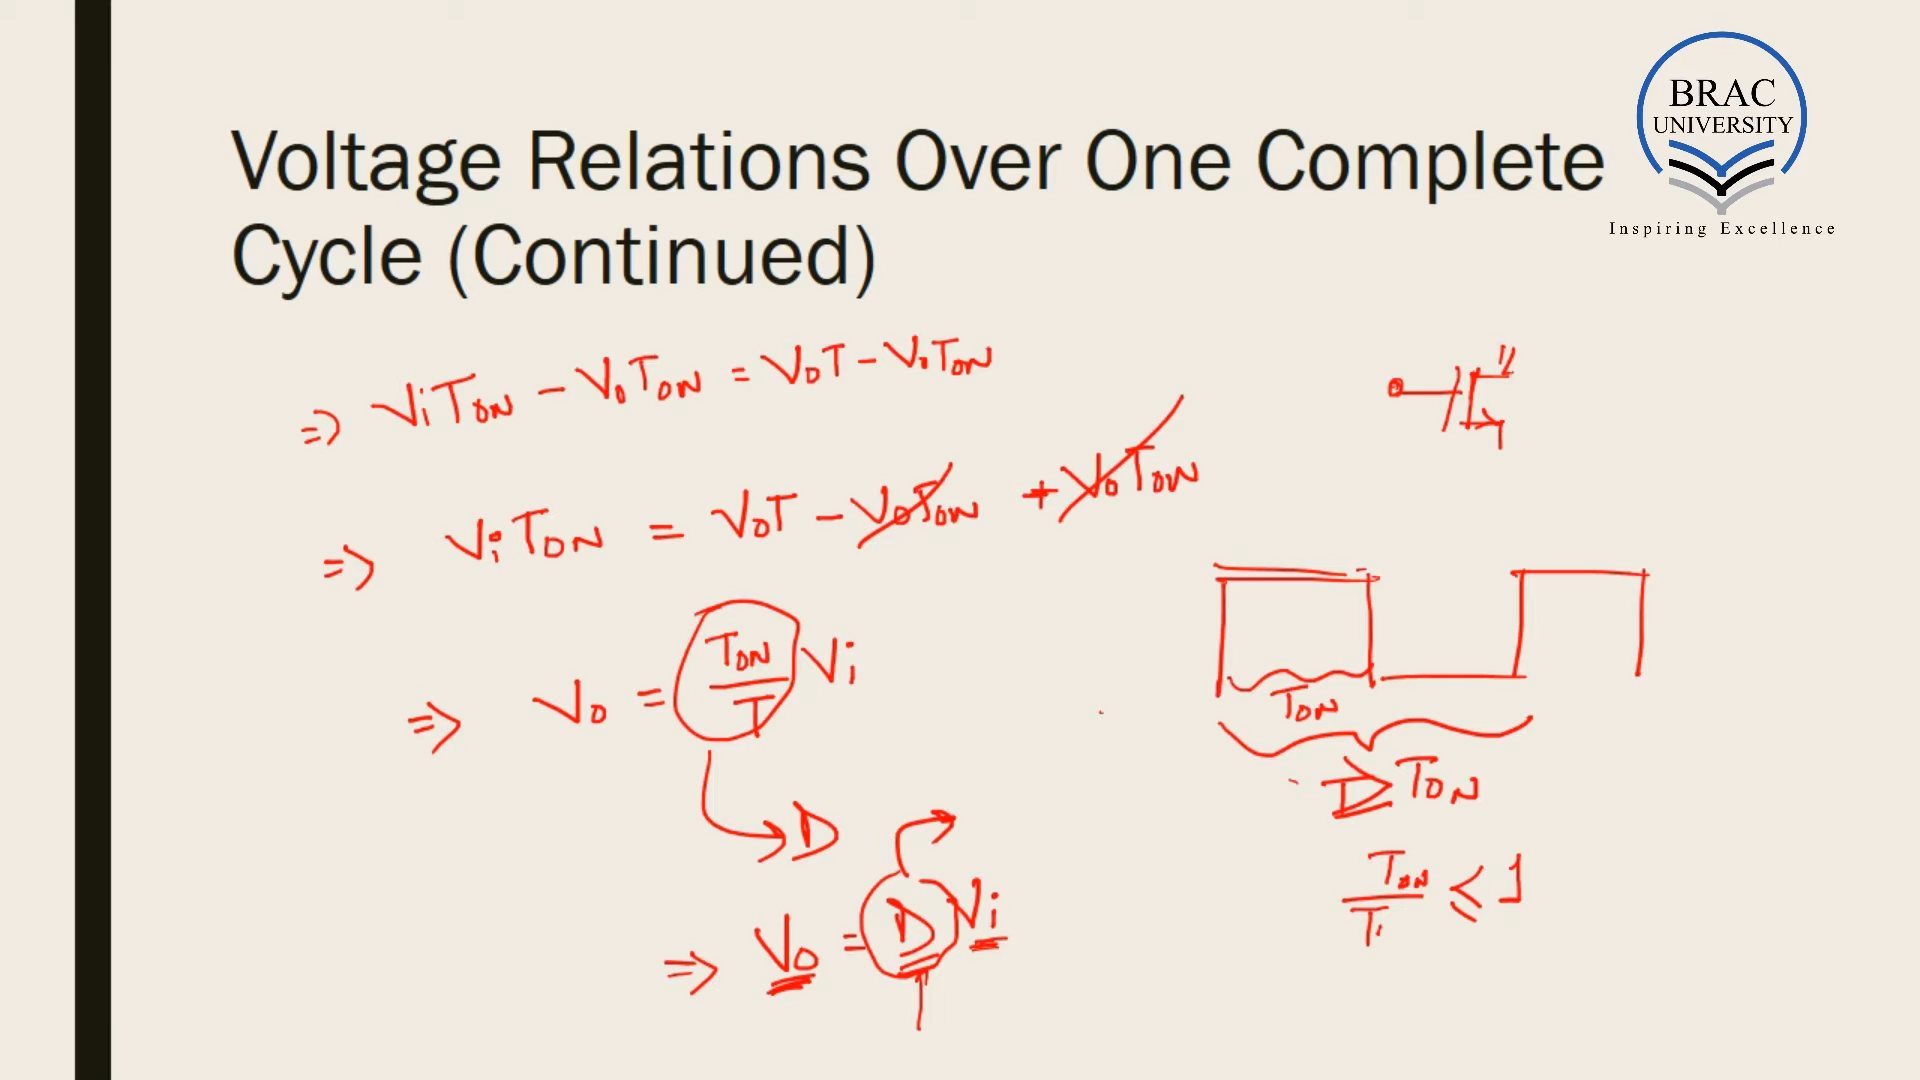 Voltage Relations Over One Complete
Cycle (Continued)
BRAC
UNIVERSITY
Inspiring Excellence
=> ViTON - VoTON = VoT - VoTON
=> ViTON = VoT - VoTON + VoTON
=> Vo = TON/T Vi
D
=> Vo = D Vi
TON
D TON
TON/T ≤ 1